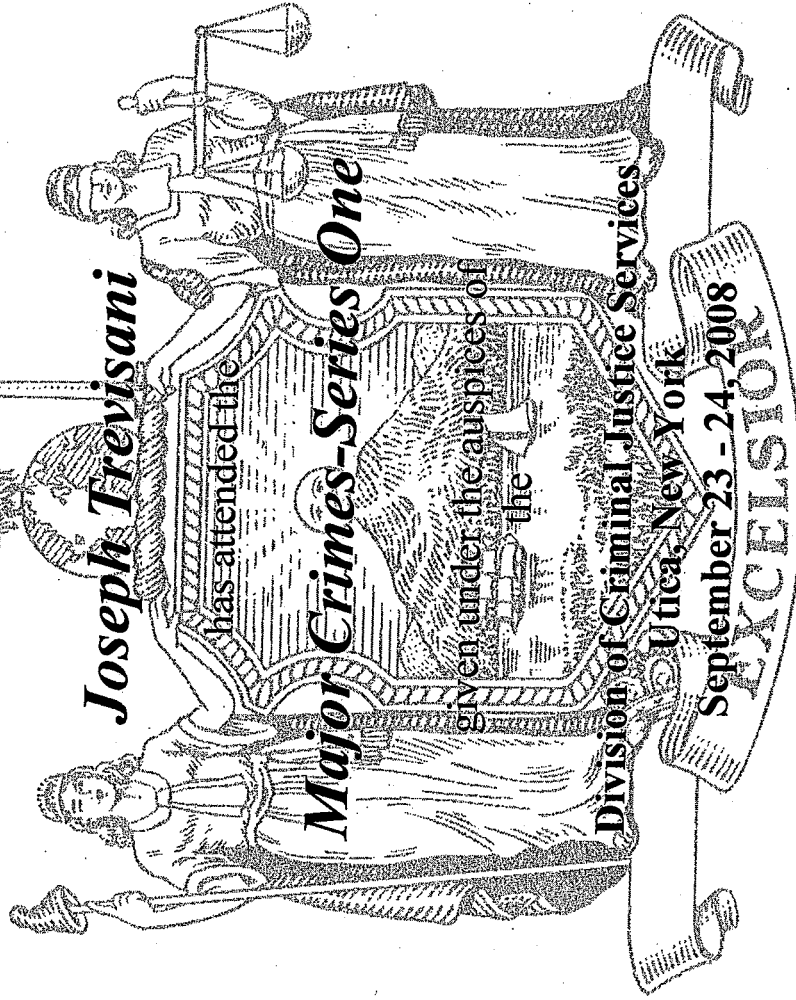 Joseph Trevisani
has attended the
Major Crimes-Series One
given under the auspices of
the
Division of Criminal Justice Services
Utica, New York
September 23 - 24, 2008
EXCELSIOR